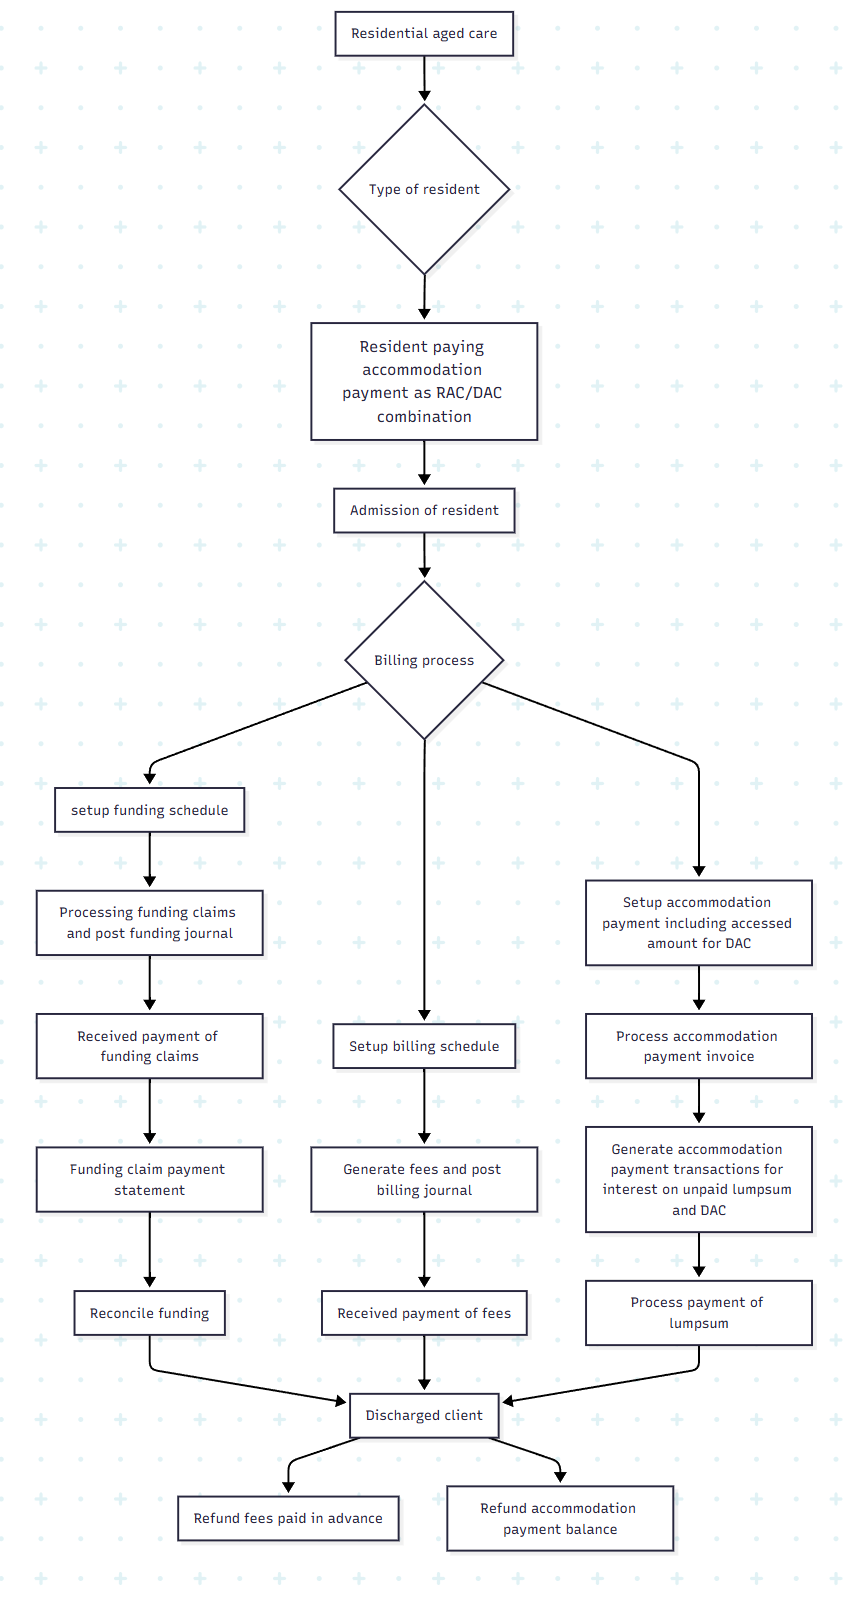 Residential aged care
Type of resident
Resident paying
accommodation
payment as RAC/DAC
combination
Admission of resident
Billing process
setup funding schedule
Processing funding claims
and post funding journal
Received payment of
funding claims
Funding claim payment
statement
Reconcile funding
Setup billing schedule
Generate fees and post
billing journal
Received payment of fees
Setup accommodation
payment including accessed
amount for DAC
Process accommodation
payment invoice
Generate accommodation
payment transactions for
interest on unpaid lumpsum
and DAC
Process payment of
lumpsum
Discharged client
Refund fees paid in advance
Refund accommodation
payment balance